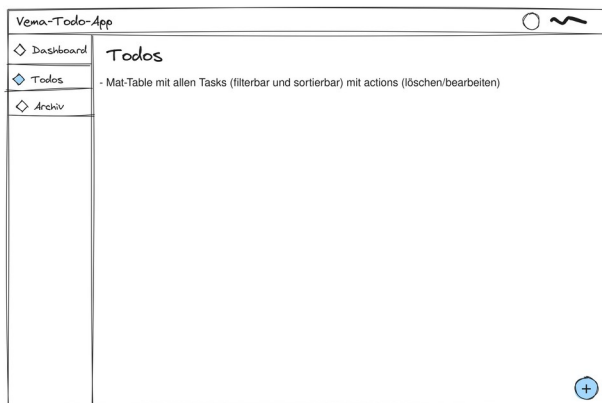 Vema-Todo-App
Dashboard
Todos
Archiv
Todos
- Mat-Table mit allen Tasks (filterbar und sortierbar) mit actions (löschen/bearbeiten)
+